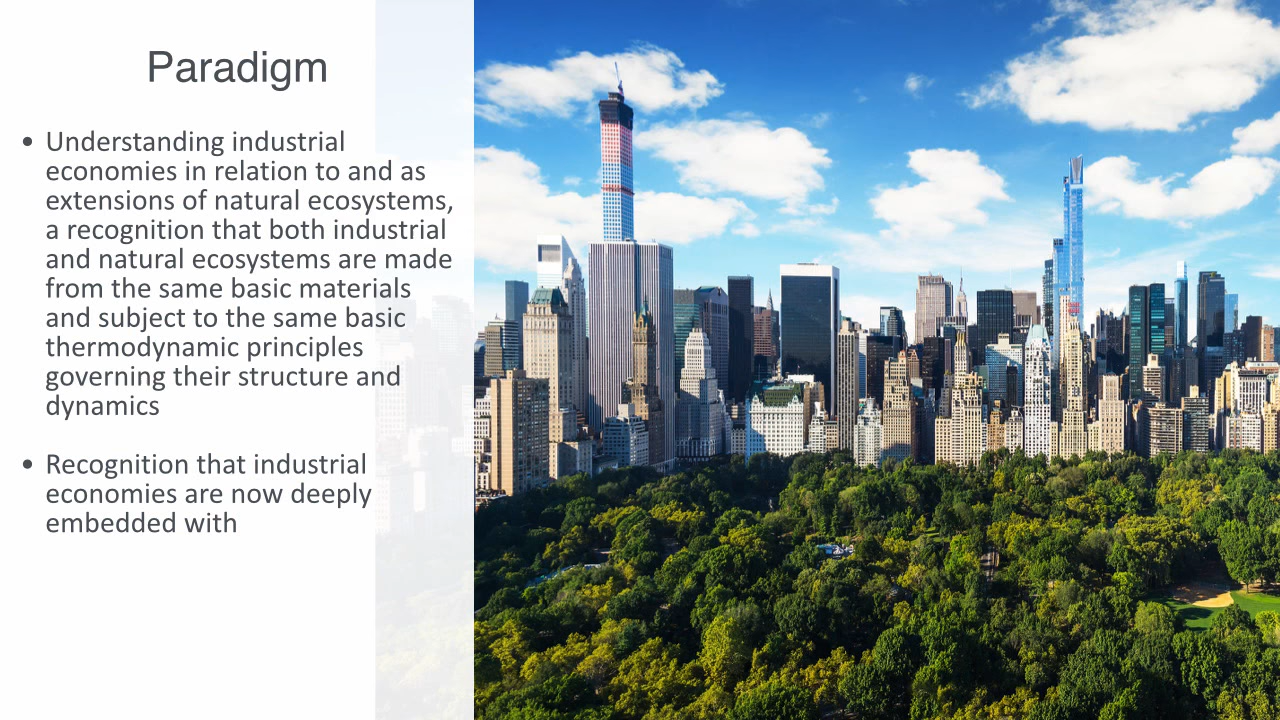 Paradigm
• Understanding industrial
economies in relation to and as
extensions of natural ecosystems,
a recognition that both industrial
and natural ecosystems are made
from the same basic materials
and subject to the same basic
thermodynamic principles
governing their structure and
dynamics
• Recognition that industrial
economies are now deeply
embedded with